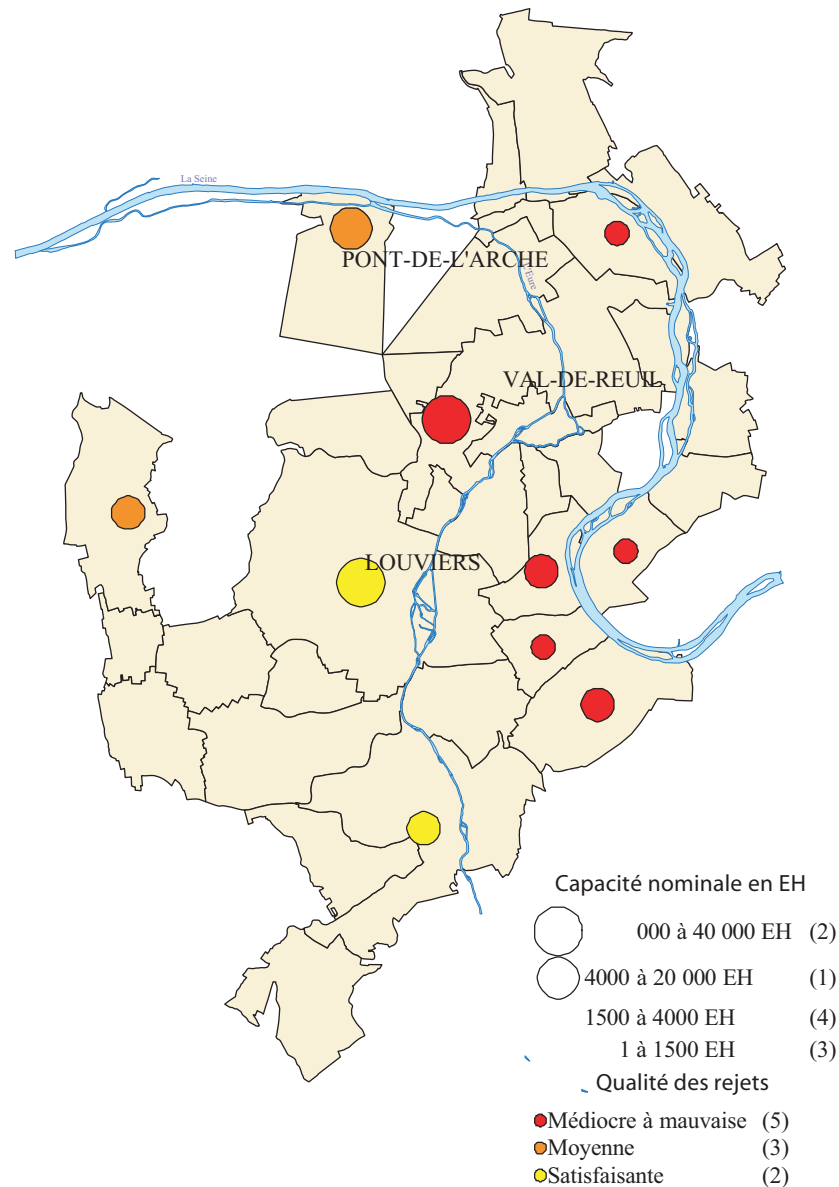 La Seine
PONT-DE-L'ARCHE
l'Eure
VAL-DE-REUIL
LOUVIERS
Capacité nominale en EH
000 à 40 000 EH (2)
4000 à 20 000 EH (1)
1500 à 4000 EH (4)
1 à 1500 EH (3)
Qualité des rejets
Médiocre à mauvaise (5)
Moyenne (3)
Satisfaisante (2)